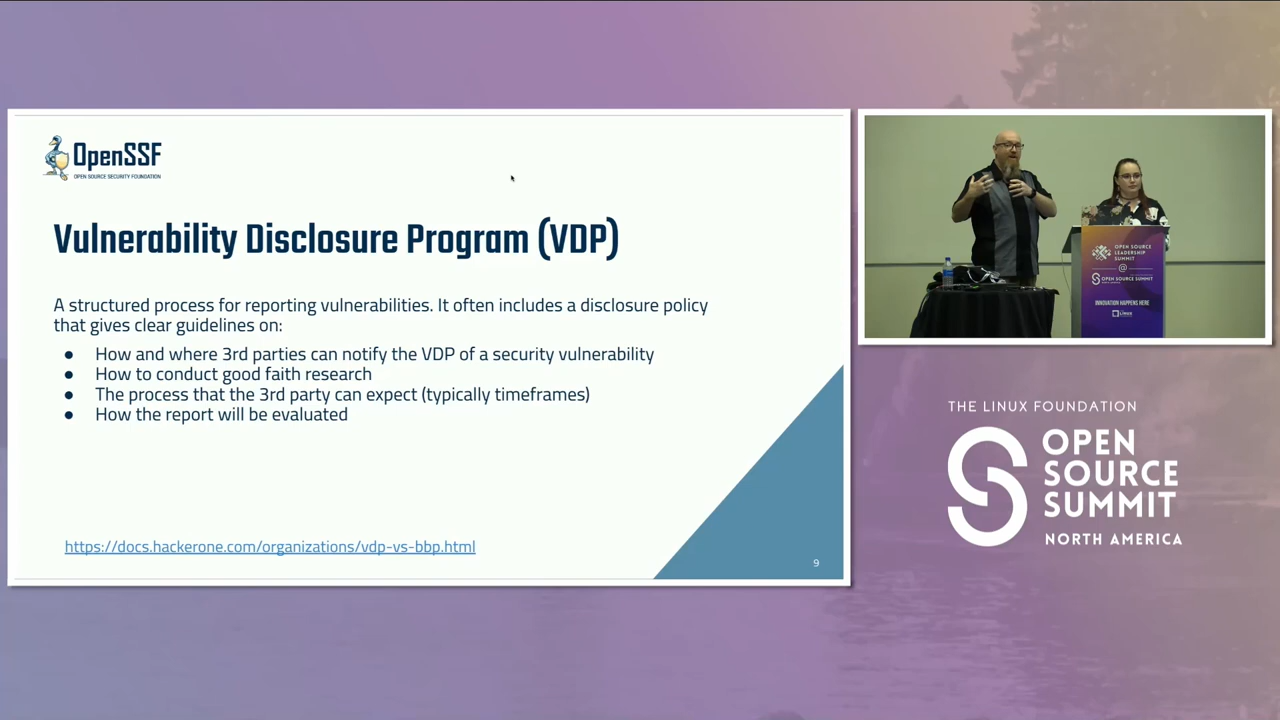 OpenSSF
OPEN SOURCE SECURITY FOUNDATION
Vulnerability Disclosure Program (VDP)
A structured process for reporting vulnerabilities. It often includes a disclosure policy
that gives clear guidelines on:
● How and where 3rd parties can notify the VDP of a security vulnerability
● How to conduct good faith research
● The process that the 3rd party can expect (typically timeframes)
● How the report will be evaluated
https://docs.hackerone.com/organizations/vdp-vs-bbp.html
9
OPEN SOURCE
LEADERSHIP
SUMMIT
@
OPEN SOURCE SUMMIT
INNOVATION HAPPENS HERE
LINUX
THE LINUX FOUNDATION
OPEN
SOURCE
SUMMIT
NORTH AMERICA